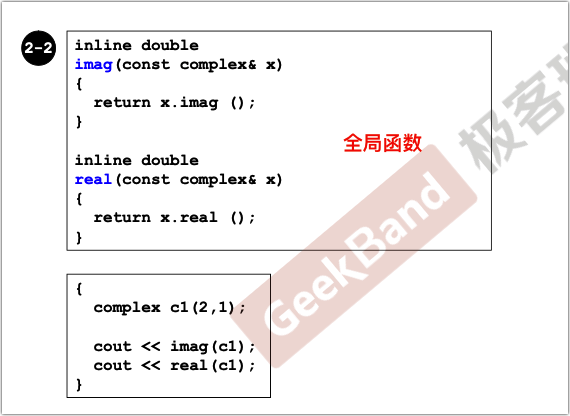 2-2
inline double
imag(const complex& x)
{
  return x.imag ();
}
inline double
real(const complex& x)
{
  return x.real ();
}
全局函数
{
  complex c1(2,1);
  cout << imag(c1);
  cout << real(c1);
}
GeekBand 极客班